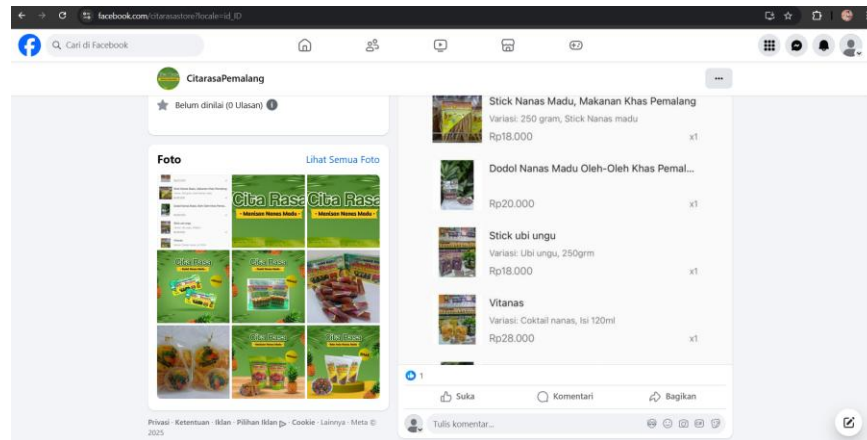 facebook.com/citarasastore?locale=id_ID
Cari di Facebook
CitarasaPemalang
Belum dinilai (0 Ulasan)
Foto
Lihat Semua Foto
Cita Rasa
- Manisan Nanas Madu -
Cita Rasa
- Manisan Nanas Madu -
Cita Rasa
Cita Rasa
Cita Rasa
Cita Rasa
Privasi · Ketentuan · Iklan · Pilihan Iklan · Cookie · Lainnya · Meta © 2025
Stick Nanas Madu, Makanan Khas Pemalang
Variasi: 250 gram, Stick Nanas madu
Rp18.000 x1
Dodol Nanas Madu Oleh-Oleh Khas Pemal...
Rp20.000 x1
Stick ubi ungu
Variasi: Ubi ungu, 250grm
Rp18.000 x1
Vitanas
Variasi: Coktail nanas, Isi 120ml
Rp28.000 x1
1
Suka Komentari Bagikan
Tulis komentar...